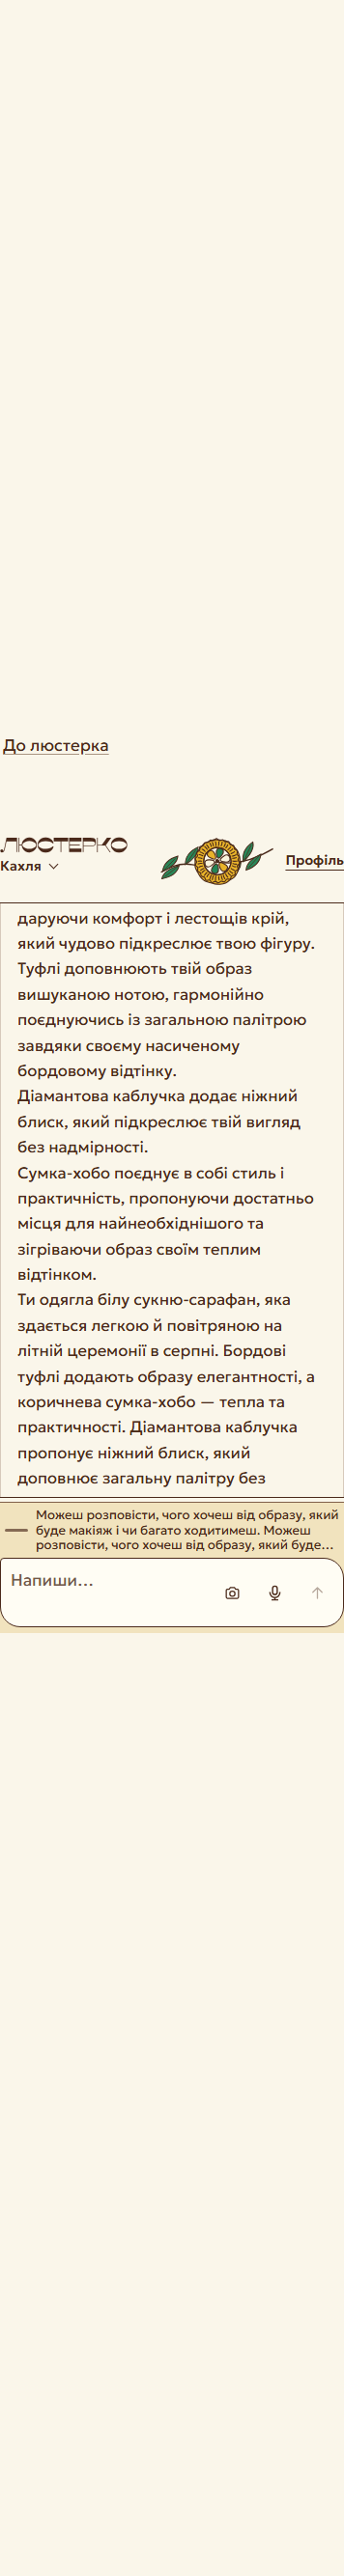 До люстерка
ЛЮСТЕРКО
Кахля
Профіль
даруючи комфорт і лестощів крій,
який чудово підкреслює твою фігуру.
Туфлі доповнюють твій образ
вишуканою нотою, гармонійно
поєднуючись із загальною палітрою
завдяки своєму насиченому
бордовому відтінку.
Діамантова каблучка додає ніжний
блиск, який підкреслює твій вигляд
без надмірності.
Сумка-хобо поєднує в собі стиль і
практичність, пропонуючи достатньо
місця для найнеобхіднішого та
зігріваючи образ своїм теплим
відтінком.
Ти одягла білу сукню-сарафан, яка
здається легкою й повітряною на
літній церемонії в серпні. Бордові
туфлі додають образу елегантності, а
коричнева сумка-хобо — тепла та
практичності. Діамантова каблучка
пропонує ніжний блиск, який
доповнює загальну палітру без
Можеш розповісти, чого хочеш від образу, який
буде макіяж і чи багато ходитимеш. Можеш
розповісти, чого хочеш від образу, який буде…
Напиши…